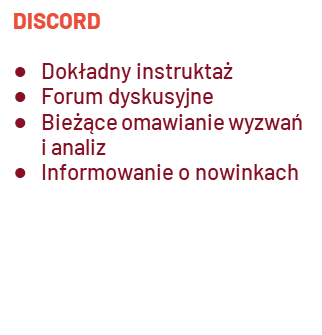 DISCORD
● Dokładny instruktaż
● Forum dyskusyjne
● Bieżące omawianie wyzwań
i analiz
● Informowanie o nowinkach